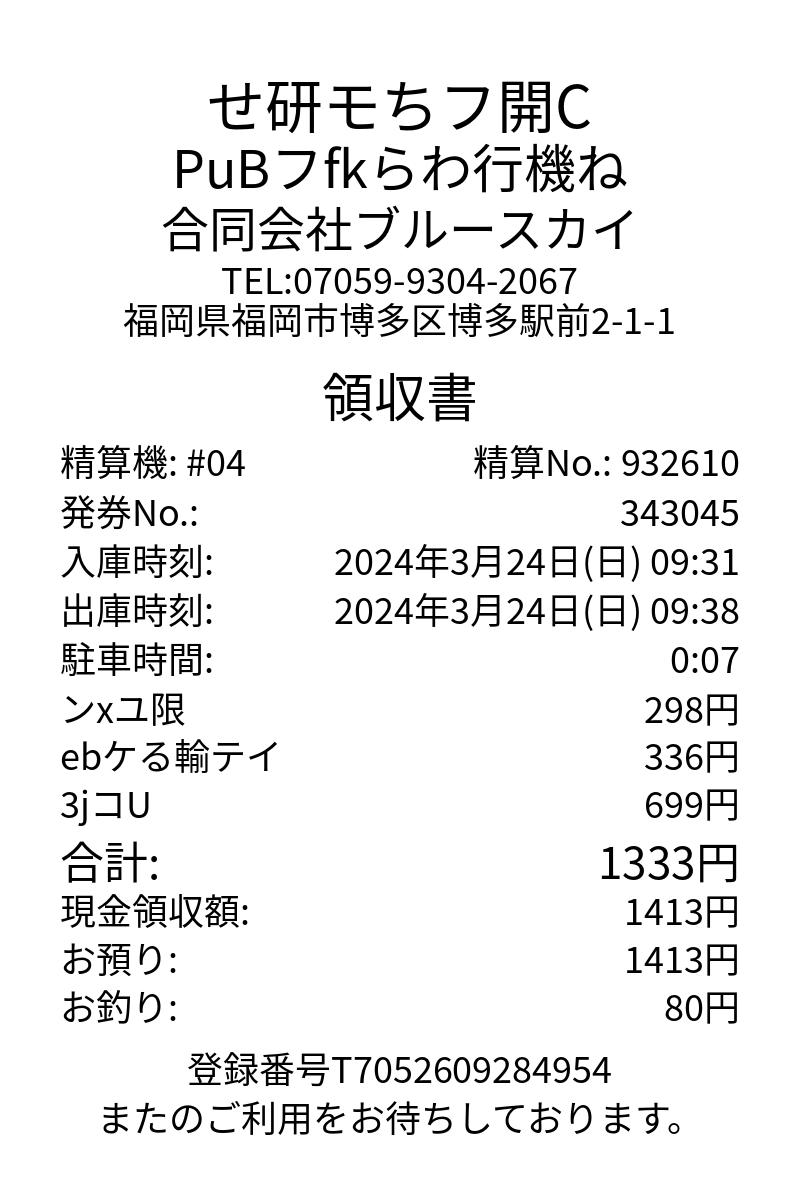 せ研モちフ開C
PuBフfkらわ行機ね
合同会社ブルースカイ
TEL:07059-9304-2067
福岡県福岡市博多区博多駅前2-1-1
領収書
精算機: #04 精算No.: 932610
発券No.: 343045
入庫時刻: 2024年3月24日(日) 09:31
出庫時刻: 2024年3月24日(日) 09:38
駐車時間: 0:07
ンxユ限 298円
ebケる輸テイ 336円
3jコU 699円
合計: 1333円
現金領収額: 1413円
お預り: 1413円
お釣り: 80円
登録番号T7052609284954
またのご利用をお待ちしております。